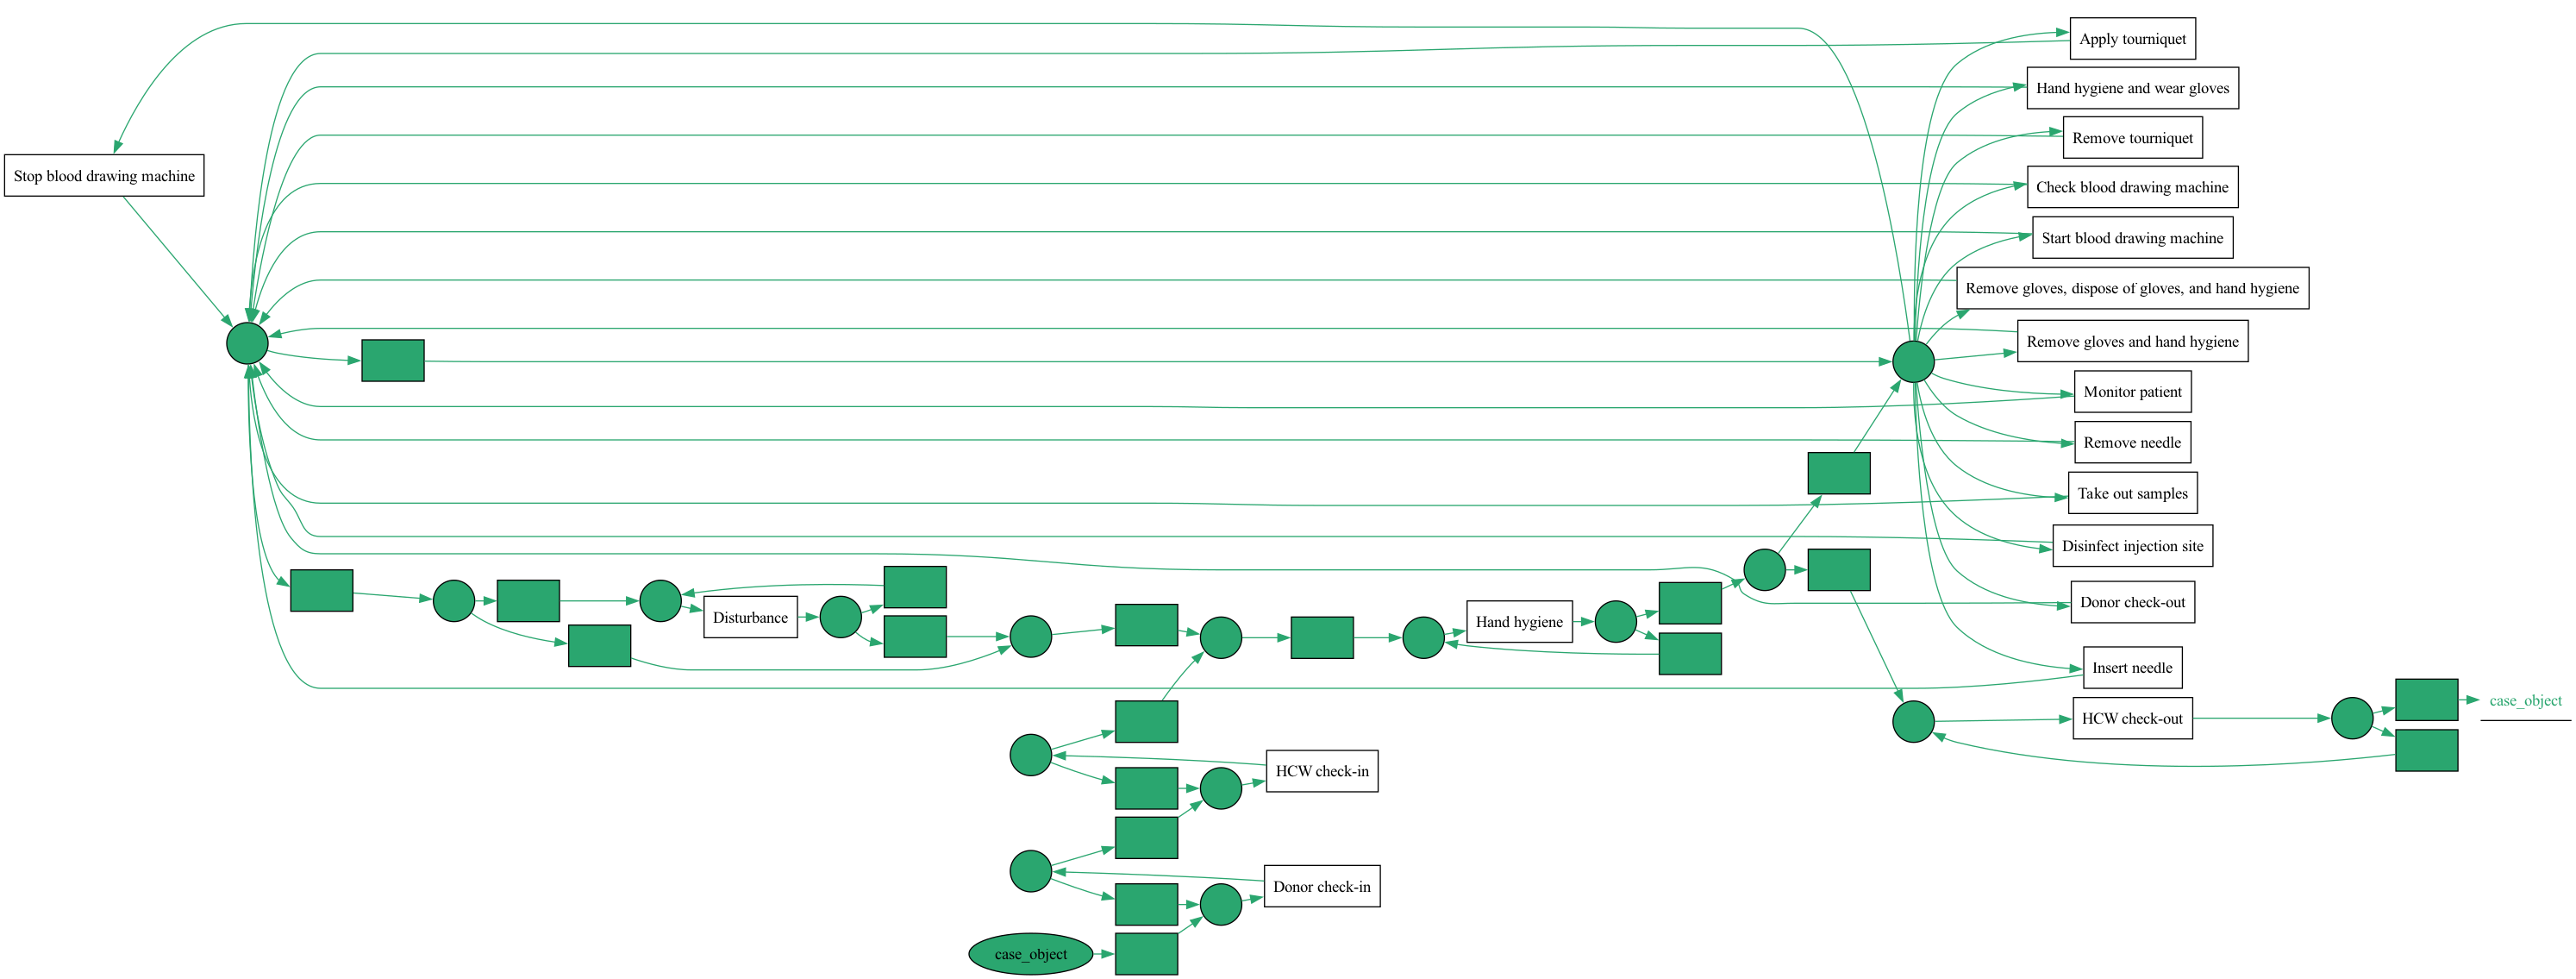 Apply tourniquet
Hand hygiene and wear gloves
Remove tourniquet
Stop blood drawing machine
Check blood drawing machine
Start blood drawing machine
Remove gloves, dispose of gloves, and hand hygiene
Remove gloves and hand hygiene
Monitor patient
Remove needle
Take out samples
Disinfect injection site
Donor check-out
Disturbance
Hand hygiene
Insert needle
case_object
HCW check-out
HCW check-in
Donor check-in
case_object